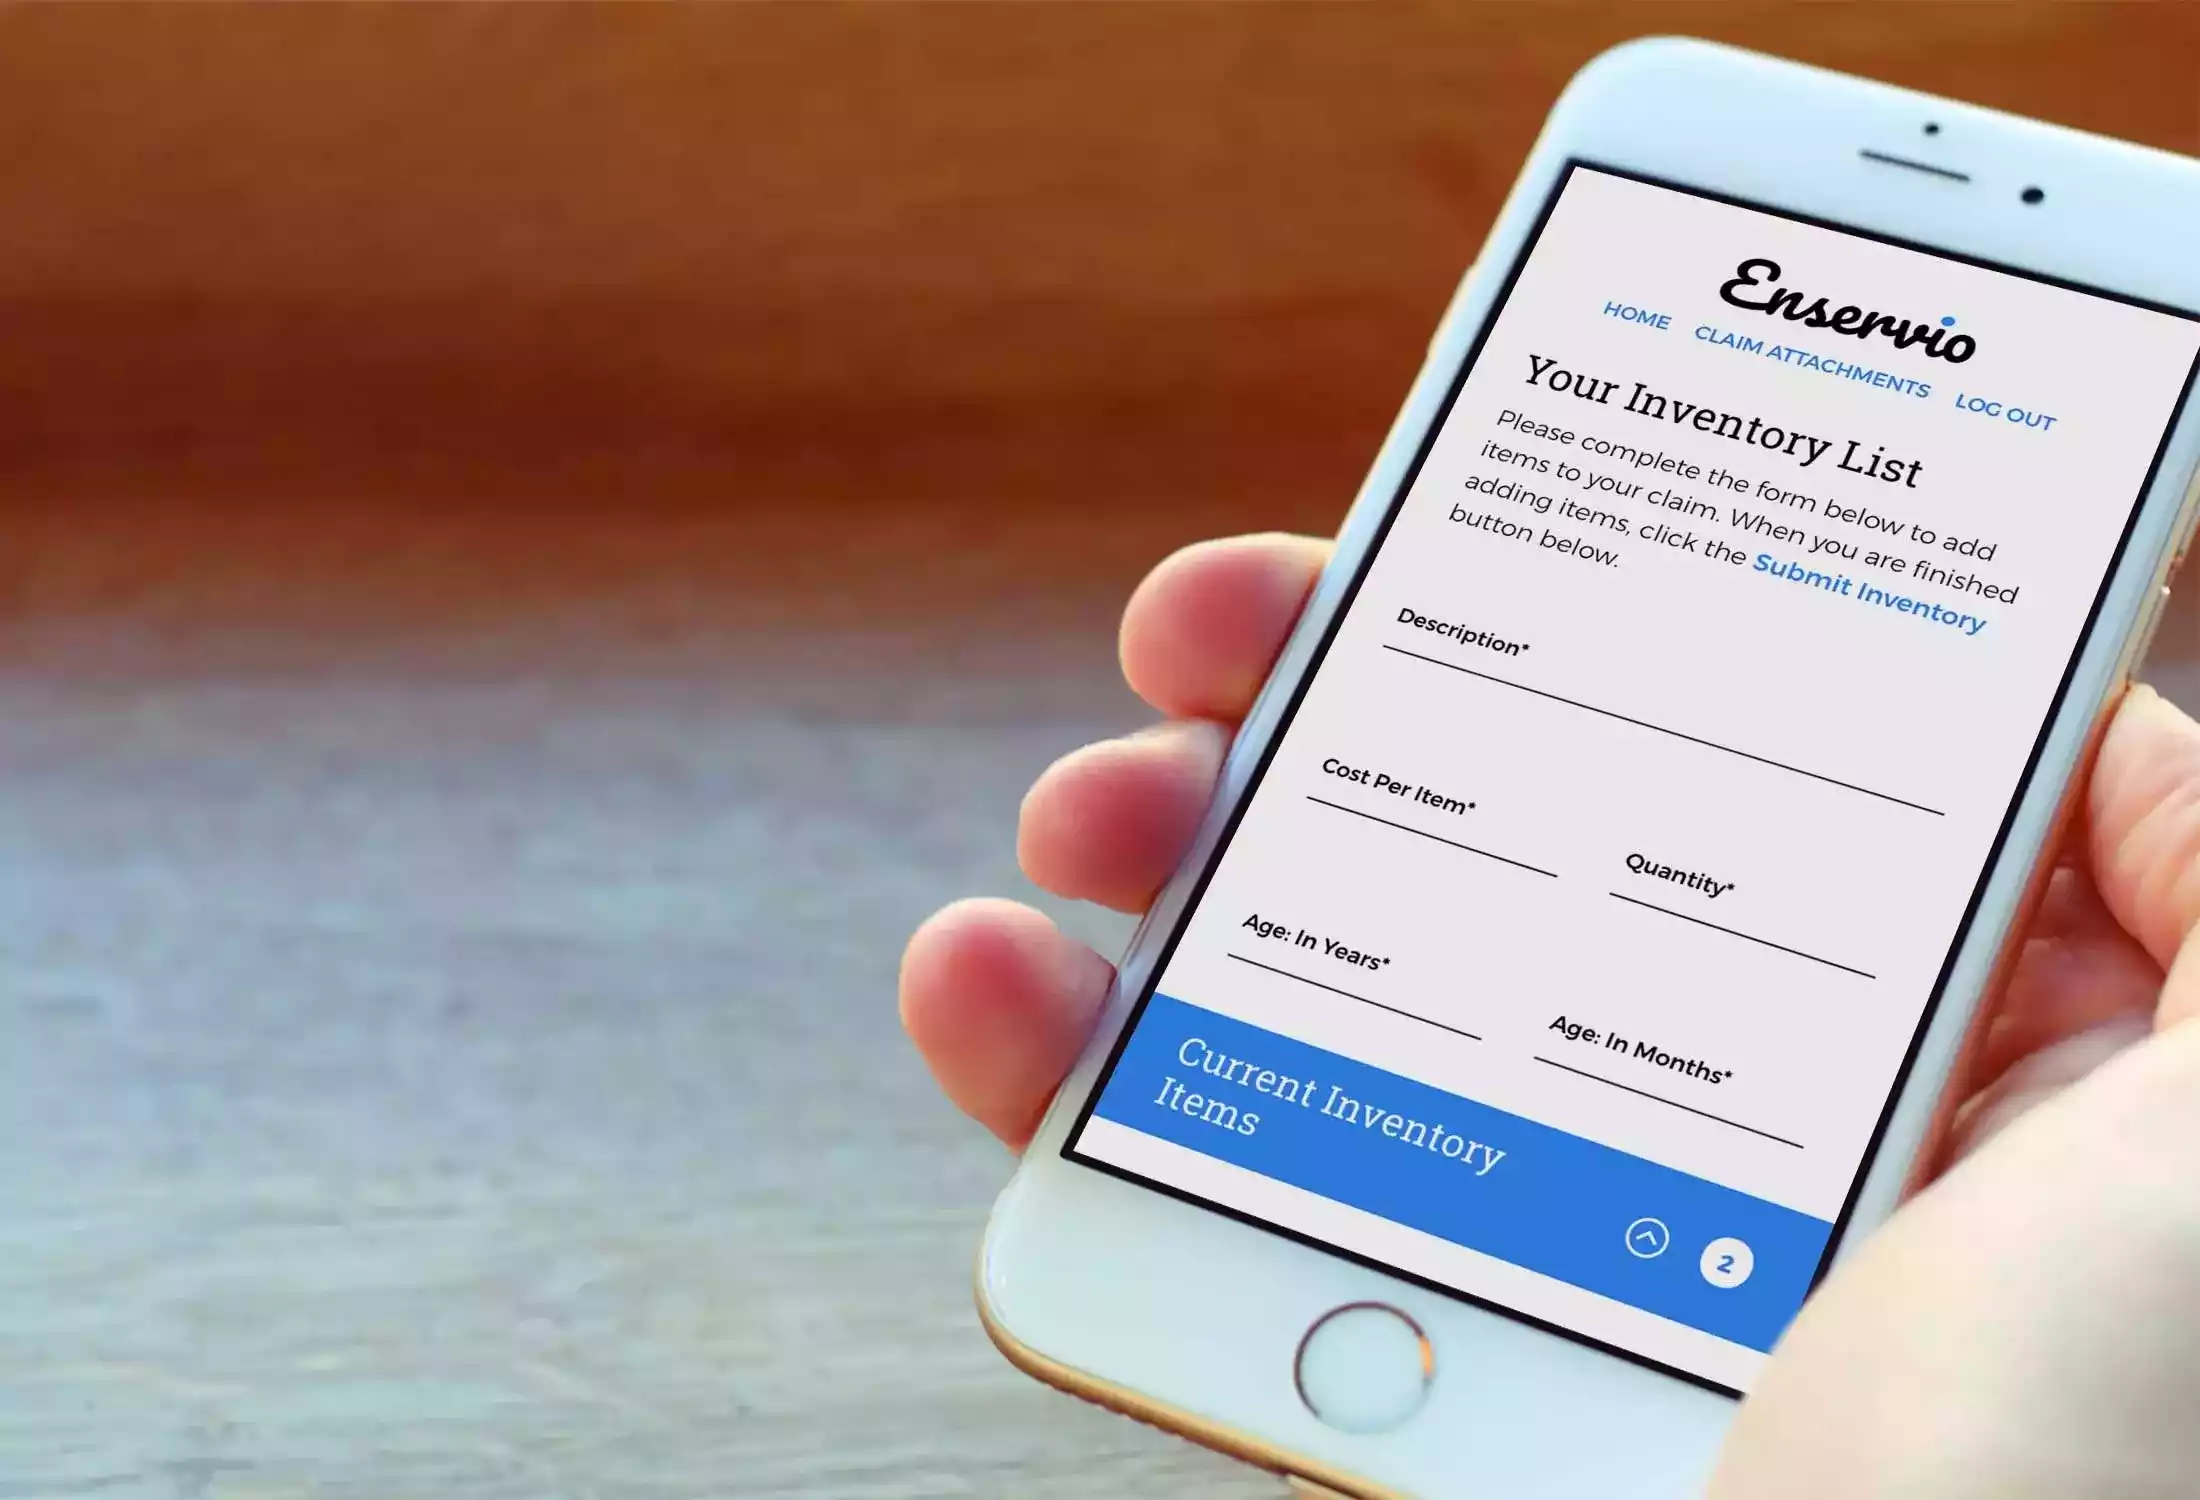 Enservio
HOME CLAIM ATTACHMENTS LOG OUT
Your Inventory List
Please complete the form below to add
items to your claim. When you are finished
adding items, click the Submit Inventory
button below.
Description*
Cost Per Item*
Quantity*
Age: In Years*
Age: In Months*
Current Inventory
Items
2